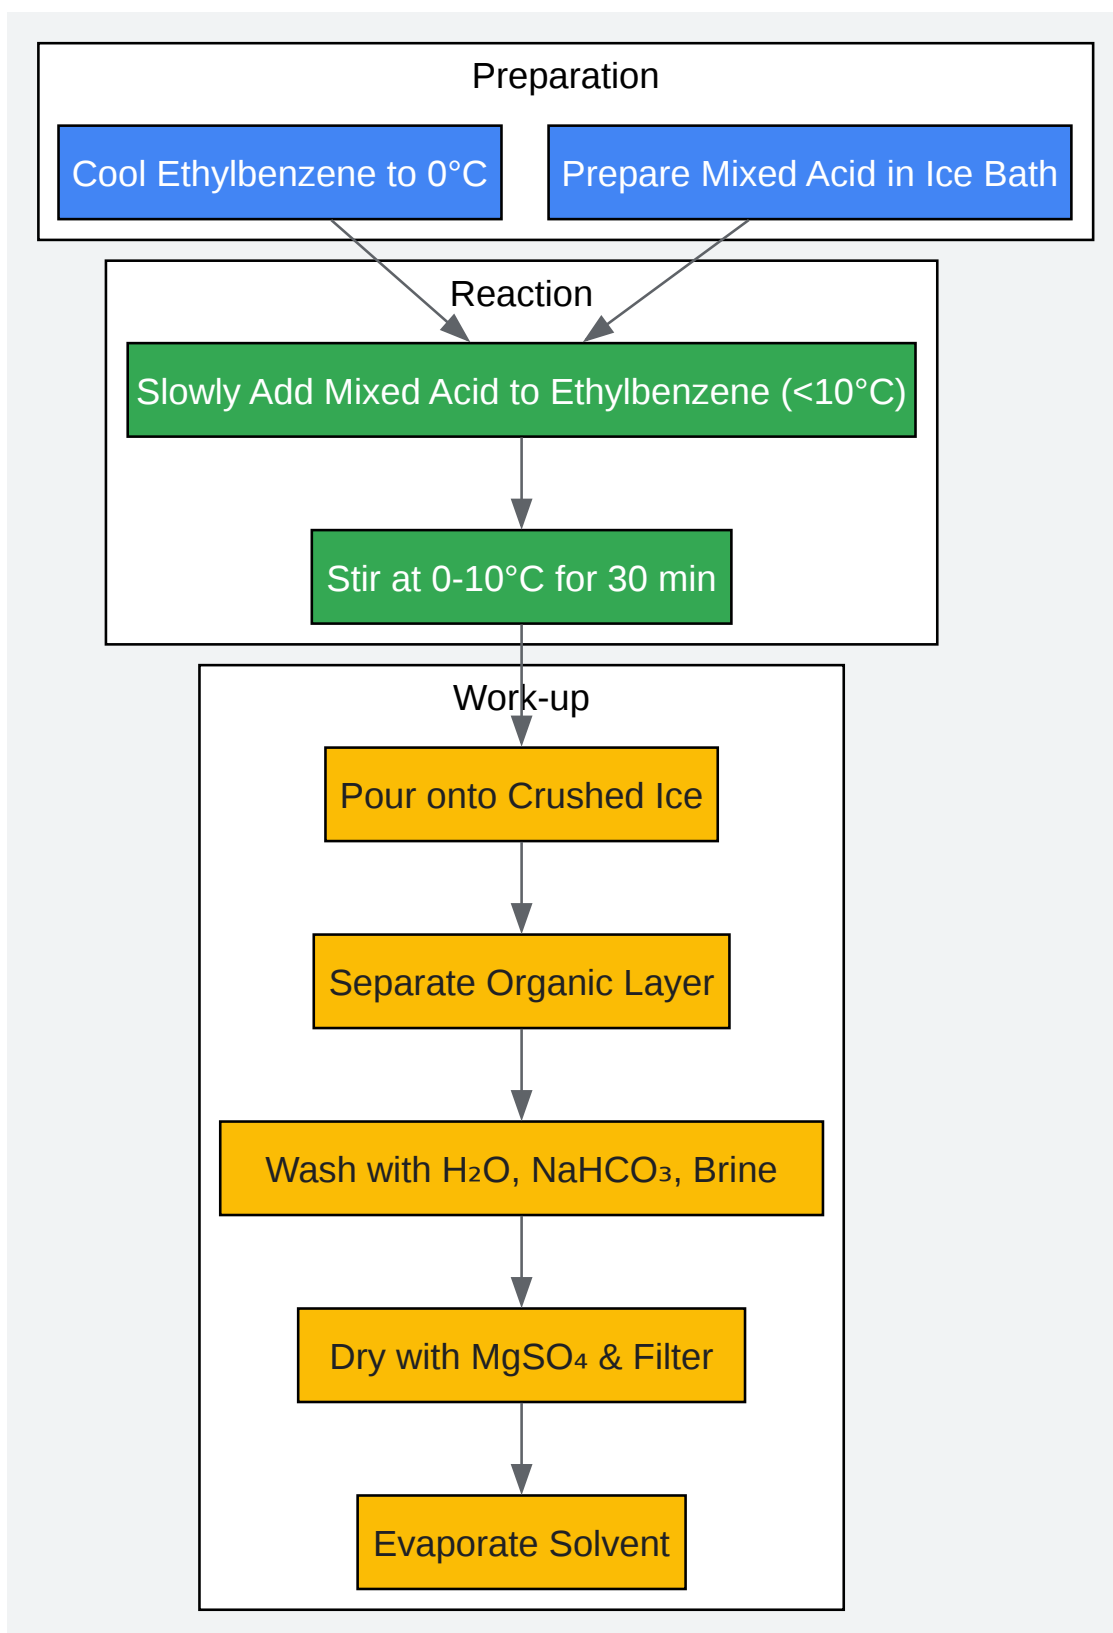 Preparation
Cool Ethylbenzene to 0°C
Prepare Mixed Acid in Ice Bath
Reaction
Slowly Add Mixed Acid to Ethylbenzene (<10°C)
Stir at 0-10°C for 30 min
Work-up
Pour onto Crushed Ice
Separate Organic Layer
Wash with H₂O, NaHCO₃, Brine
Dry with MgSO₄ & Filter
Evaporate Solvent